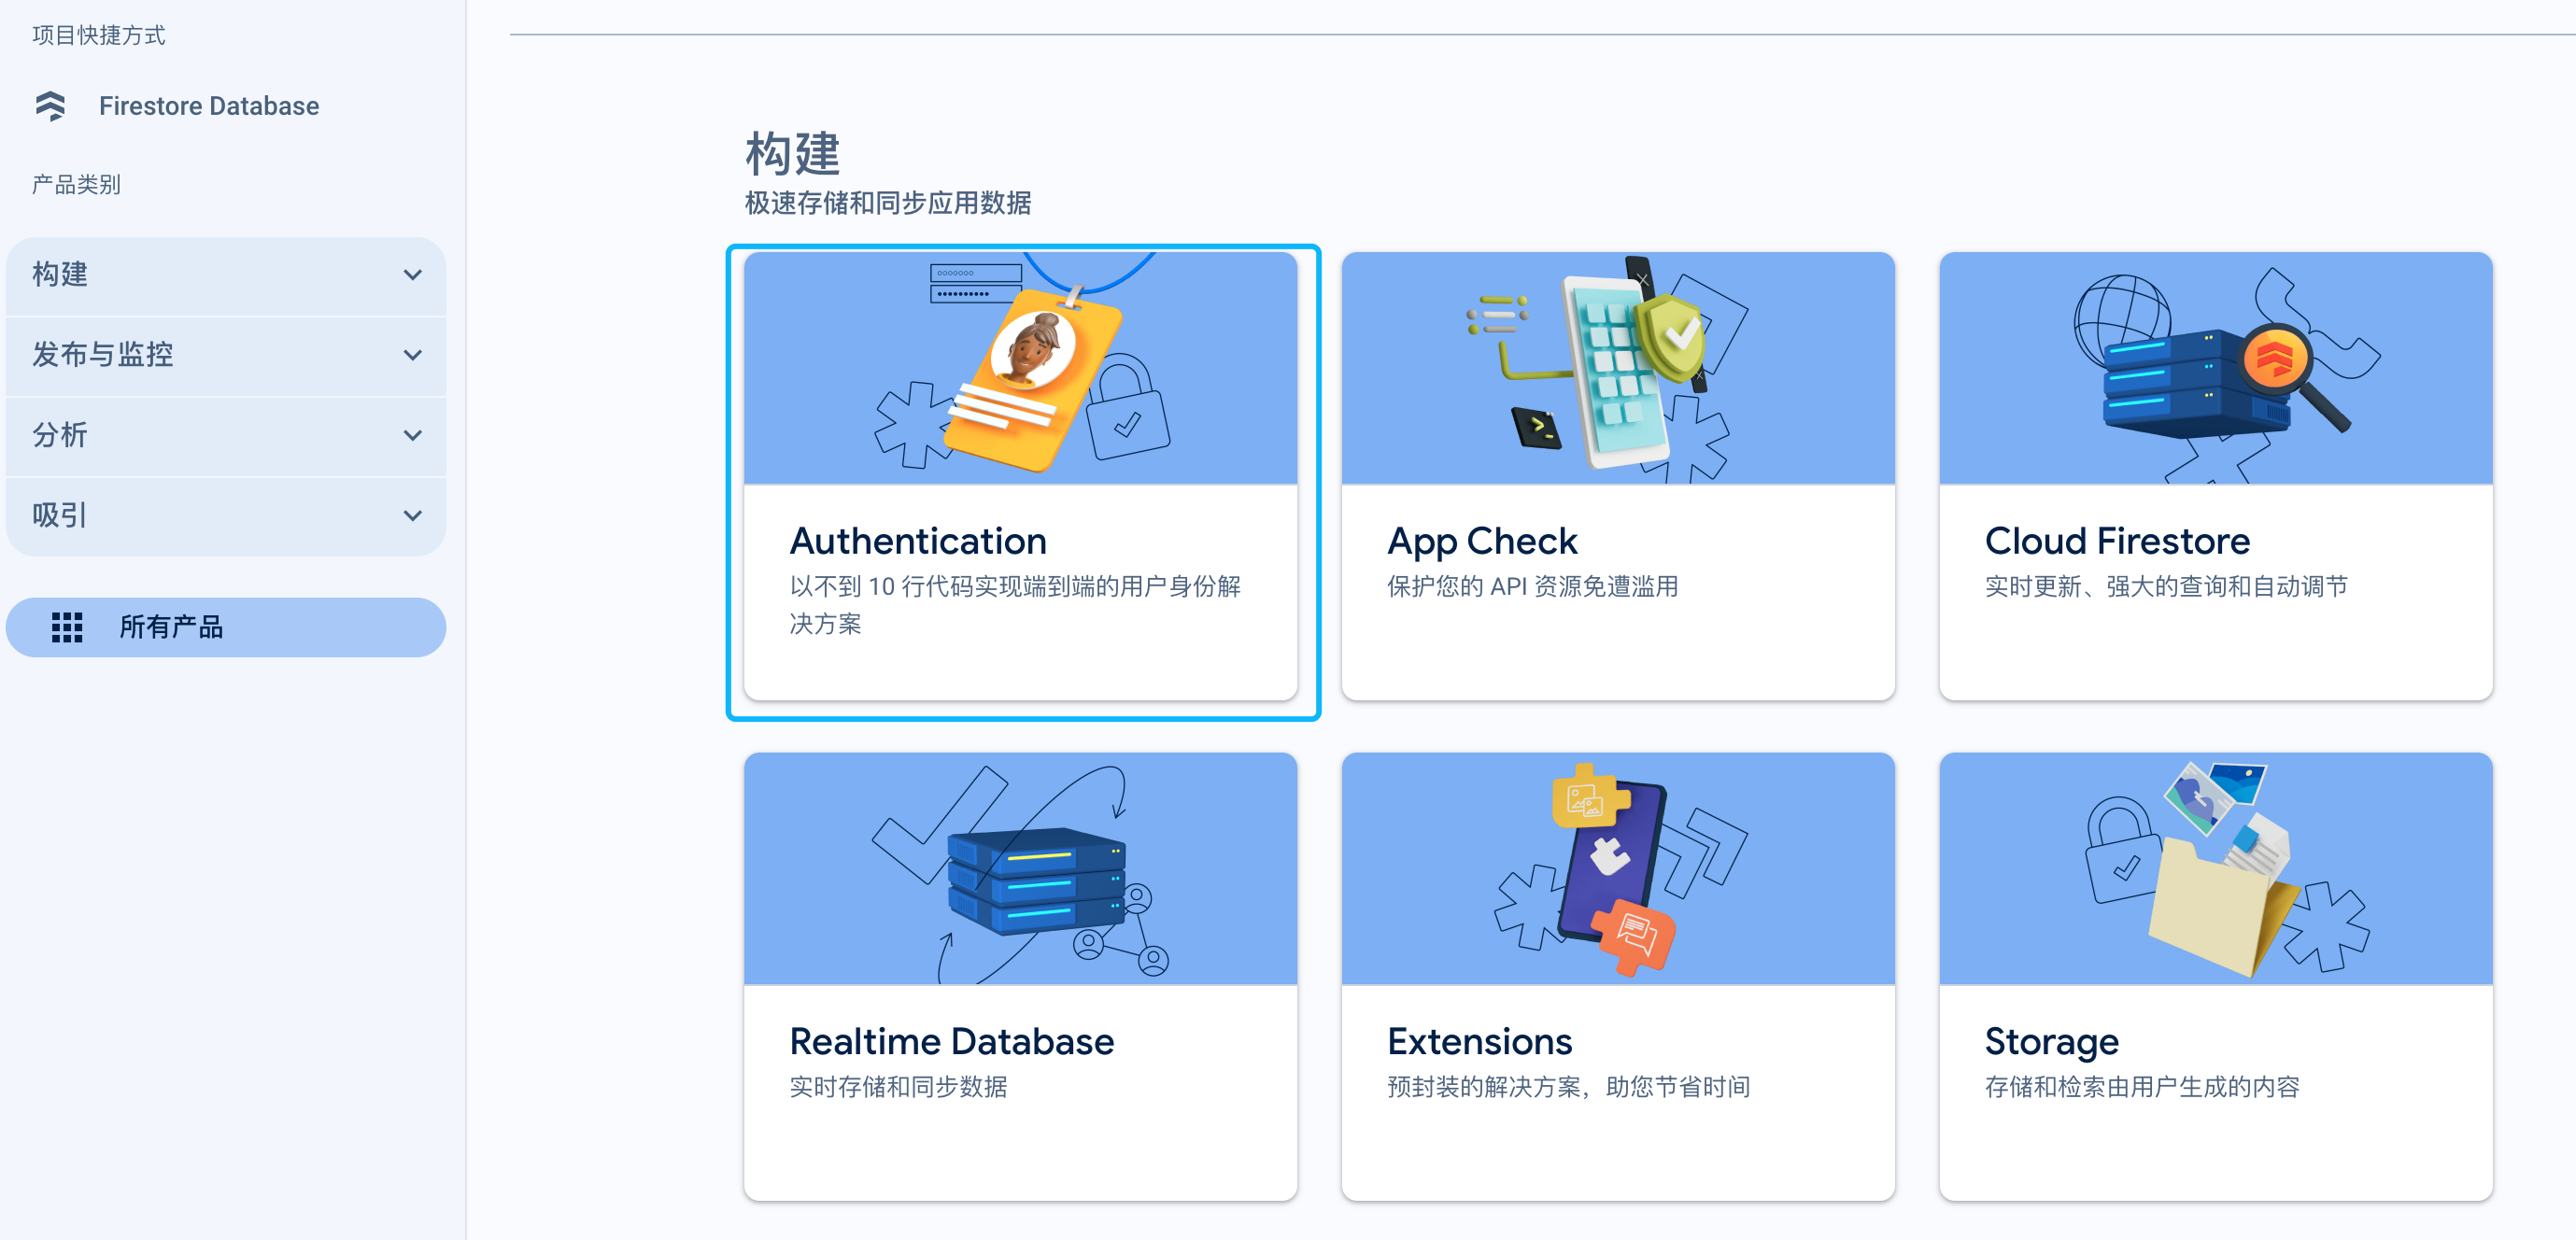 项目快捷方式
Firestore Database
产品类别
构建
发布与监控
分析
吸引
所有产品
构建
极速存储和同步应用数据
Authentication
以不到 10 行代码实现端到端的用户身份解
决方案
App Check
保护您的 API 资源免遭滥用
Cloud Firestore
实时更新、强大的查询和自动调节
Realtime Database
实时存储和同步数据
Extensions
预封装的解决方案，助您节省时间
Storage
存储和检索由用户生成的内容